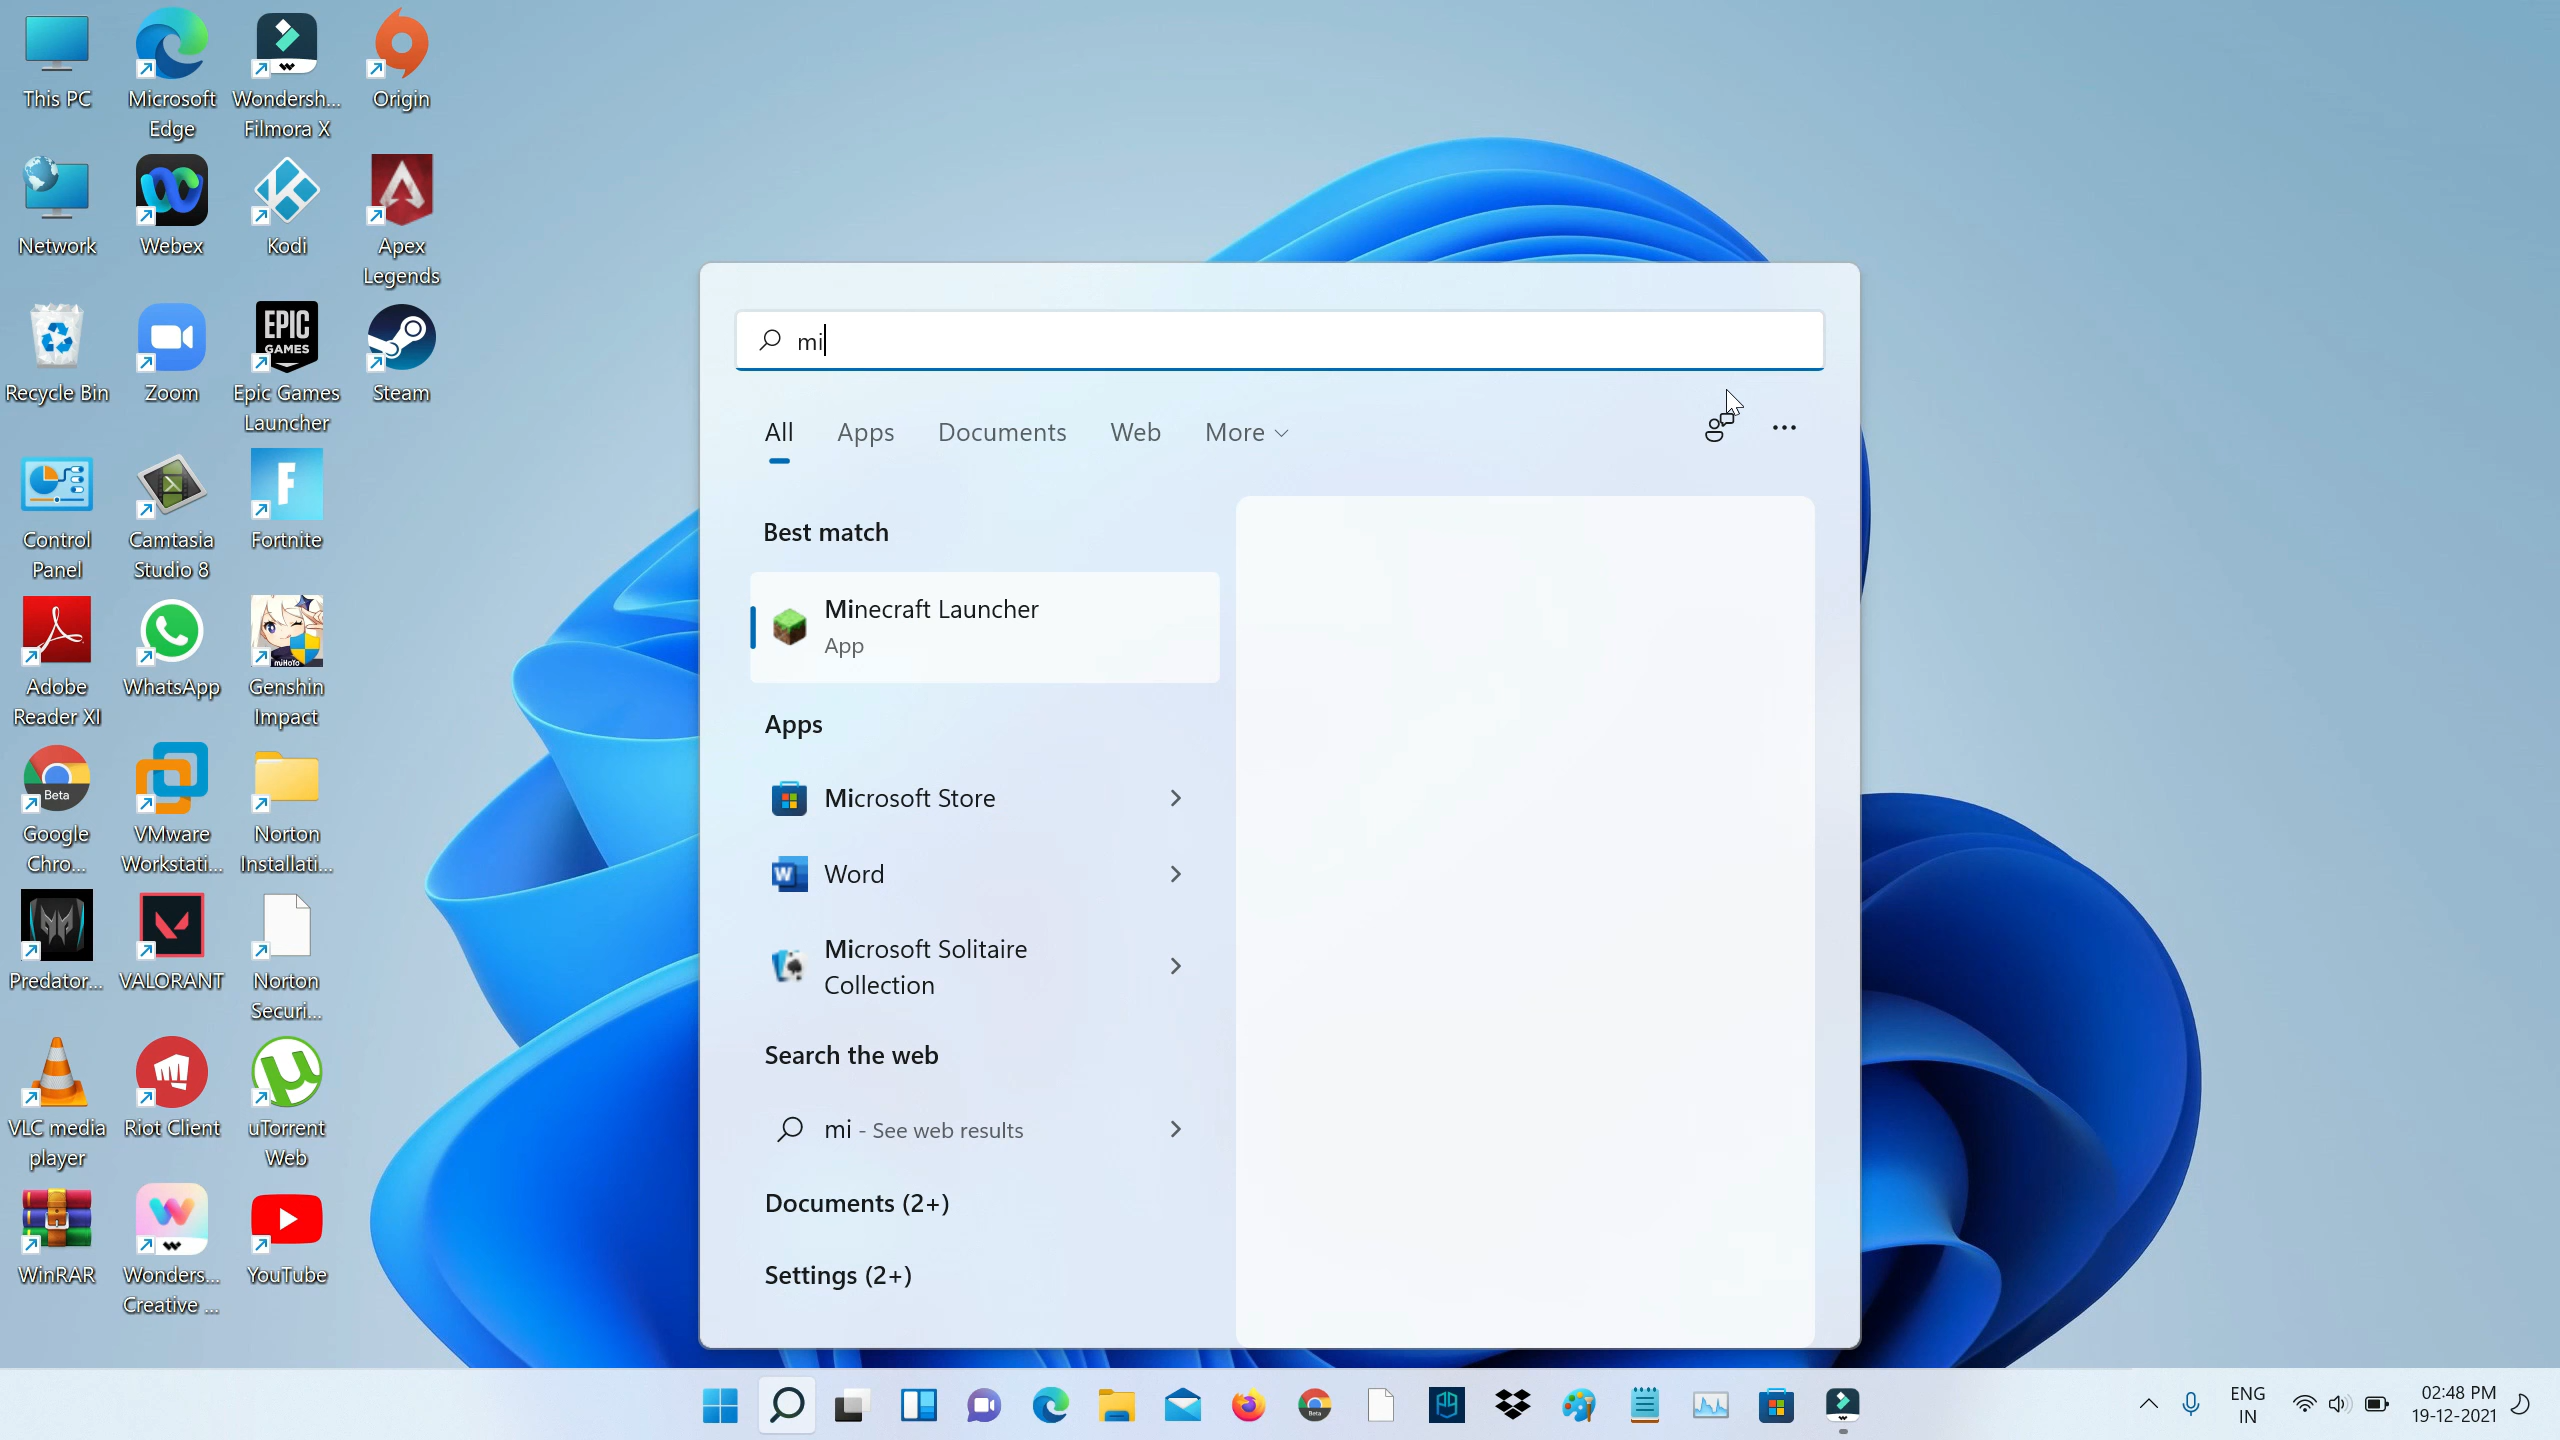 This PC
Microsoft
Edge
Wondersh...
Filmora X
Origin
Network
Webex
Kodi
Apex
Legends
Recycle Bin
Zoom
EPIC
GAMES
Epic Games
Launcher
Steam
Control
Panel
Camtasia
Studio 8
F
Fortnite
Adobe
Reader XI
WhatsApp
miHoYo
Genshin
Impact
Beta
Google
Chro...
VMware
Workstati...
Norton
Installati...
Predator...
VALORANT
Norton
Securi...
VLC media
player
Riot Client
uTorrent
Web
WinRAR
Wonders...
Creative ...
YouTube
mi
All
Apps
Documents
Web
More
Best match
Minecraft Launcher
App
Apps
Microsoft Store
W
Word
Microsoft Solitaire
Collection
Search the web
mi - See web results
Documents (2+)
Settings (2+)
Beta
ENG
IN
02:48 PM
19-12-2021